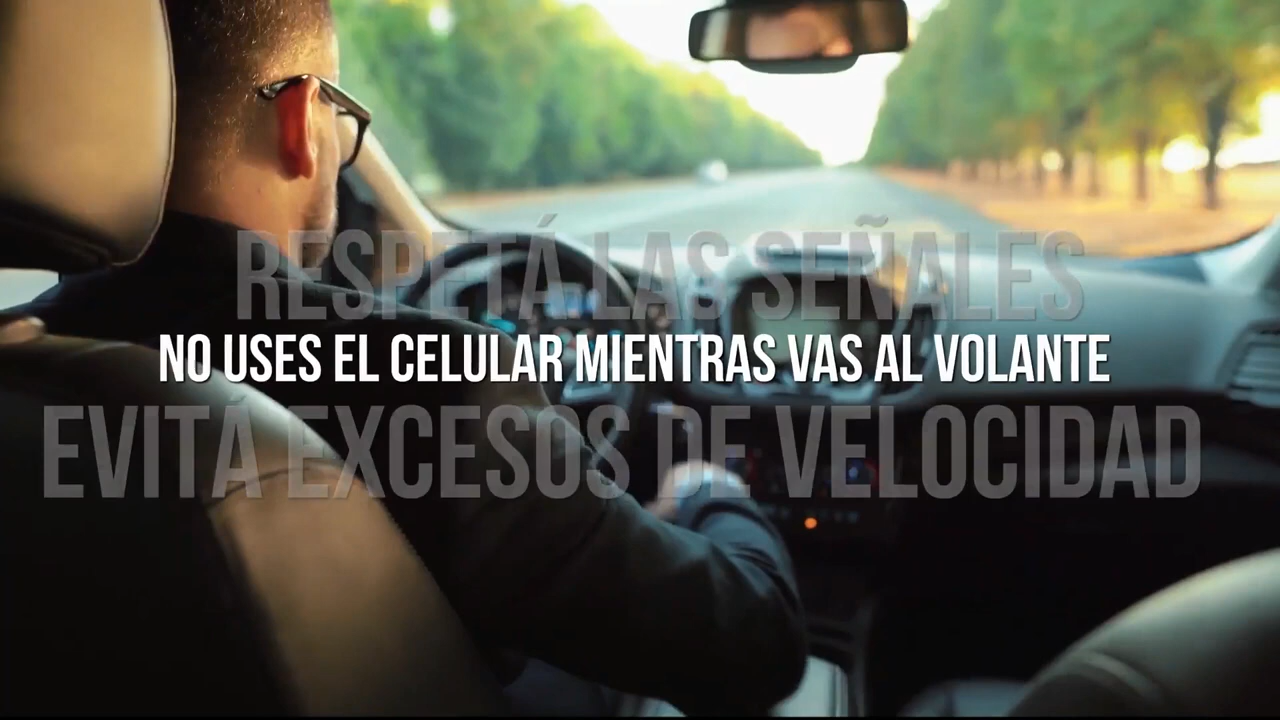 RESPETÁ LAS SEÑALES
NO USES EL CELULAR MIENTRAS VAS AL VOLANTE
EVITÁ EXCESOS DE VELOCIDAD